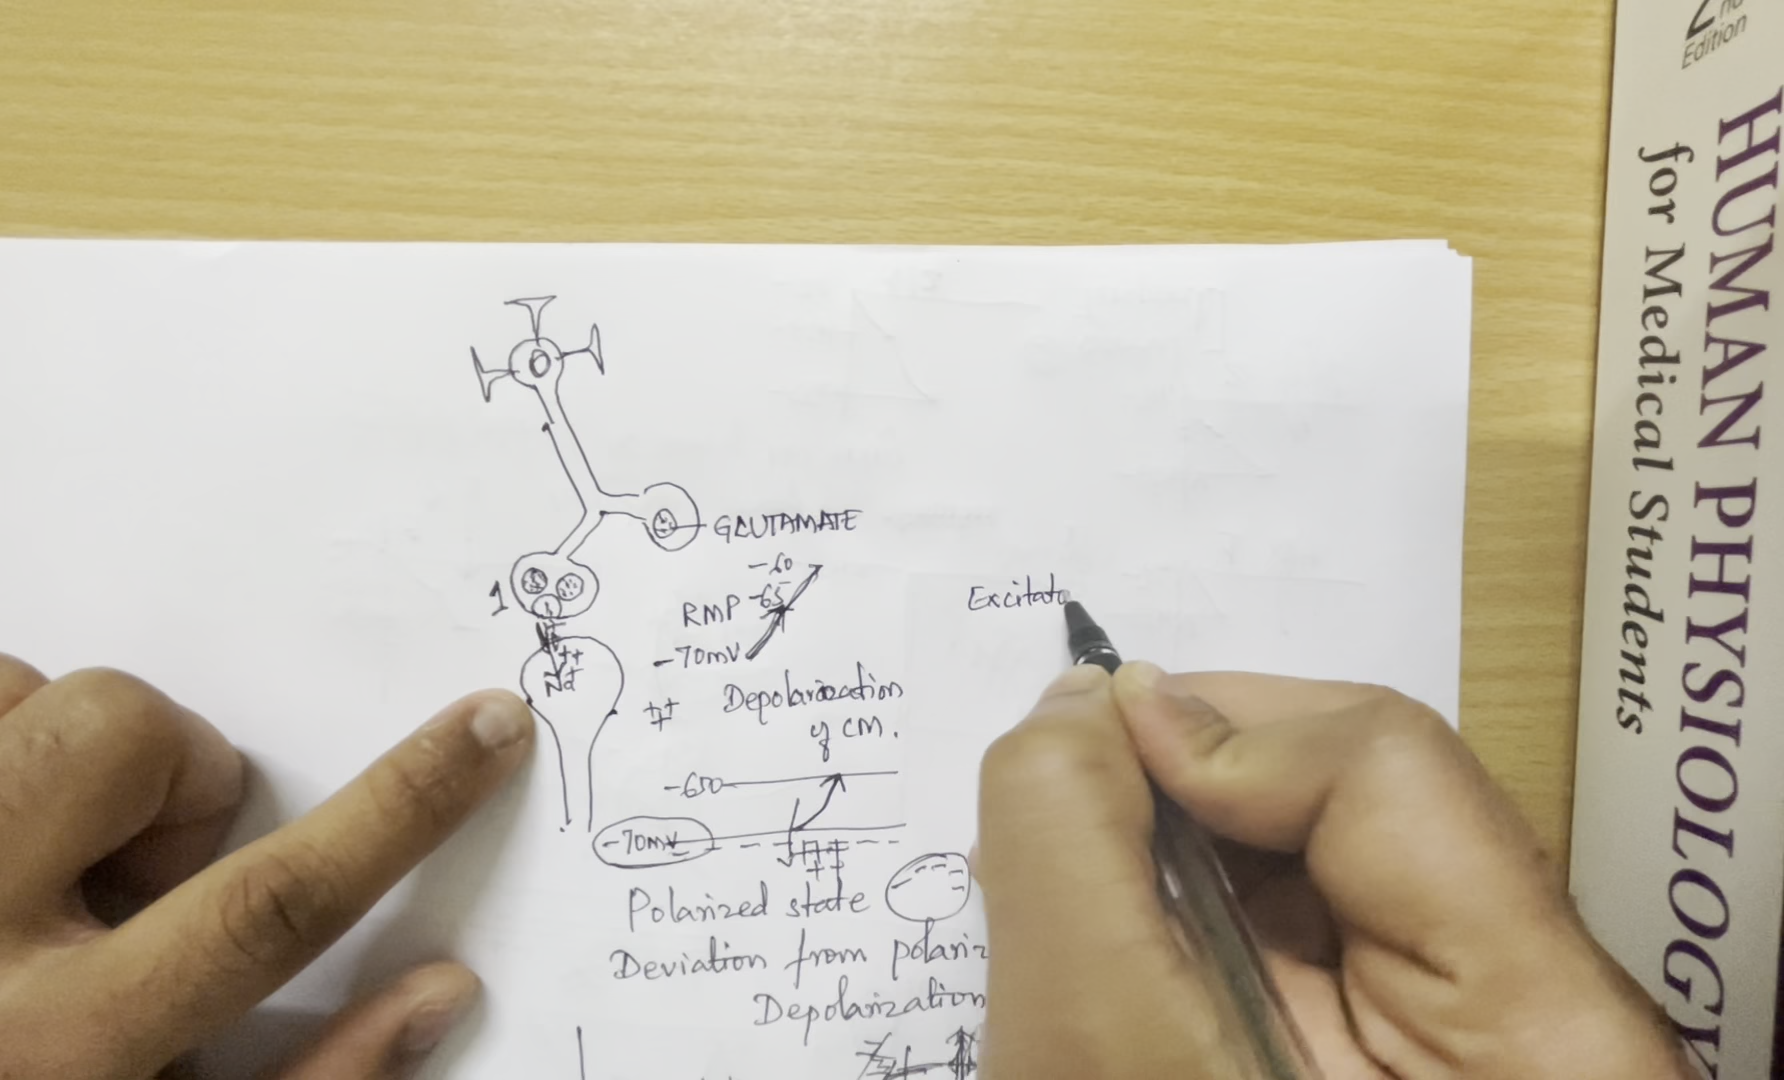 2nd
Edition
HUMAN PHYSIOLOGY
for Medical Students
GLUTAMATE
-60
RMP -65
-70mV
1
++
Na+
++
Depolarization
of CM.
Excitato
-650
-70mV
Polarized state
Deviation from polariz
Depolarization